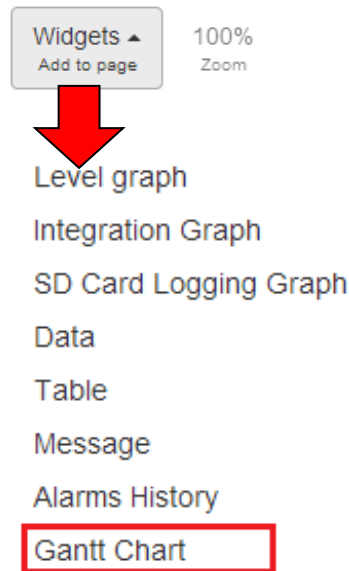 Widgets ▲ 100%
Add to page Zoom
Level graph
Integration Graph
SD Card Logging Graph
Data
Table
Message
Alarms History
Gantt Chart